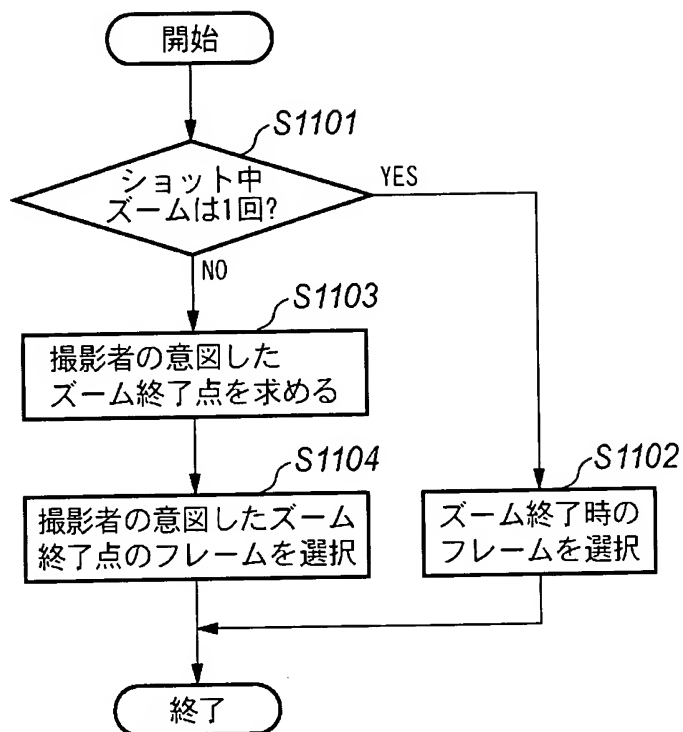 開始
S1101
ショット中
ズームは1回?
YES
NO
S1103
撮影者の意図した
ズーム終了点を求める
S1104
撮影者の意図したズーム
終了点のフレームを選択
S1102
ズーム終了時の
フレームを選択
終了